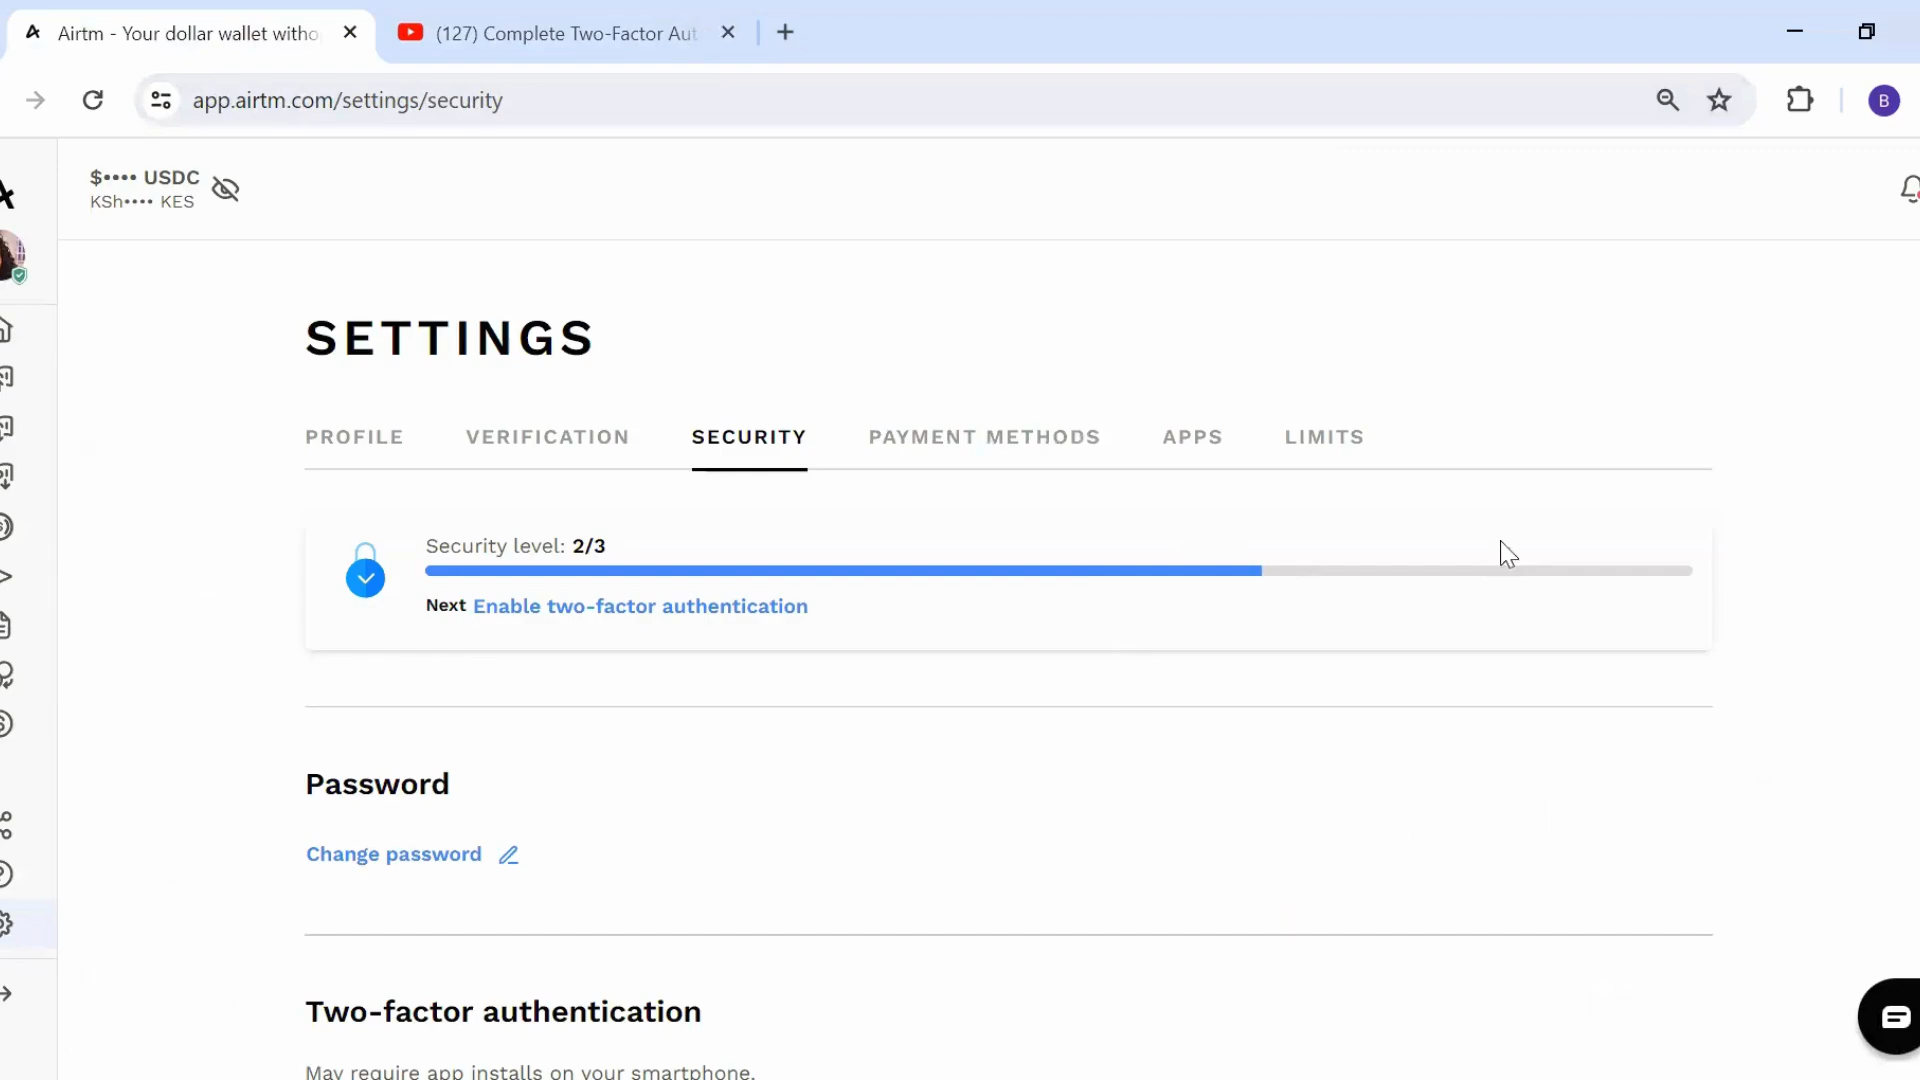 Airtm - Your dollar wallet witho
(127) Complete Two-Factor Aut
app.airtm.com/settings/security
B
$•••• USDC
KSh•••• KES
SETTINGS
PROFILE VERIFICATION SECURITY PAYMENT METHODS APPS LIMITS
Security level: 2/3
Next Enable two-factor authentication
Password
Change password
Two-factor authentication
May require app installs on your smartphone.